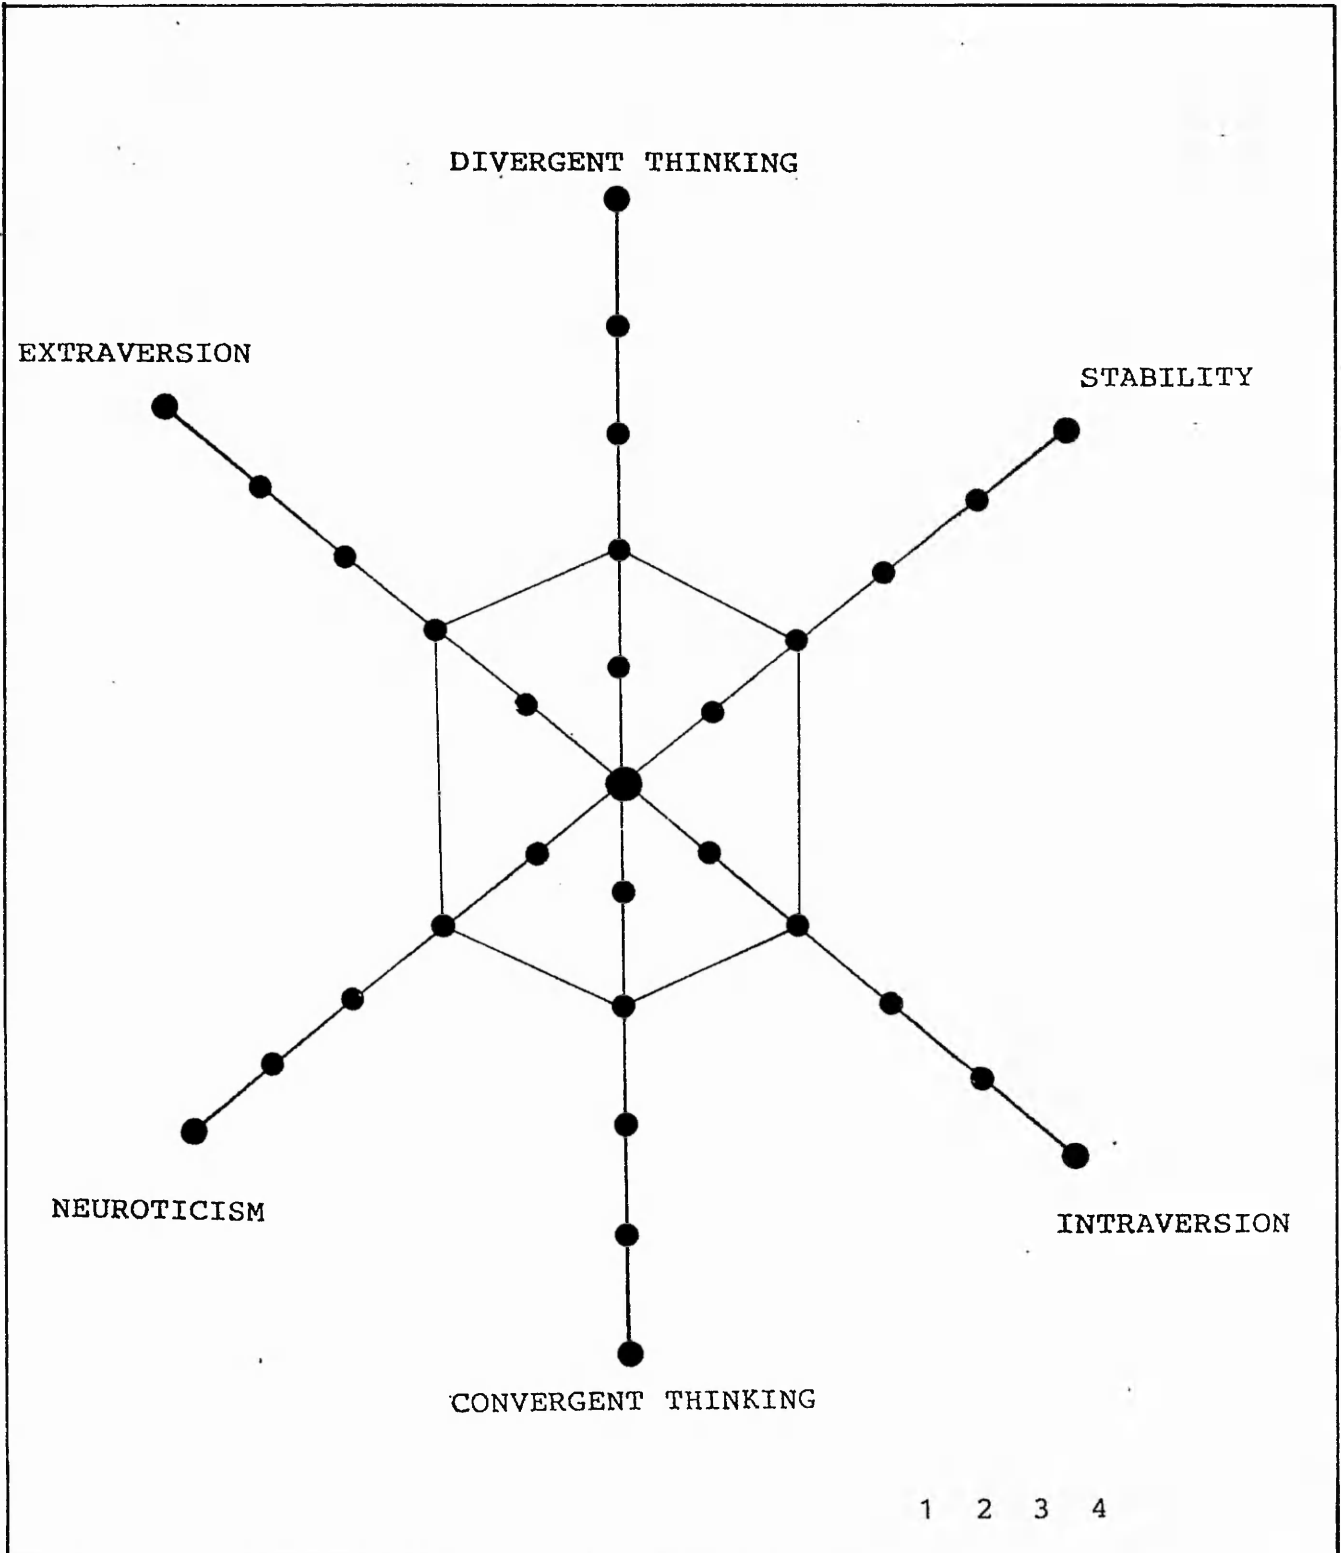 DIVERGENT THINKING
EXTRAVERSION
STABILITY
NEUROTICISM
INTRAVERSION
CONVERGENT THINKING
1 2 3 4